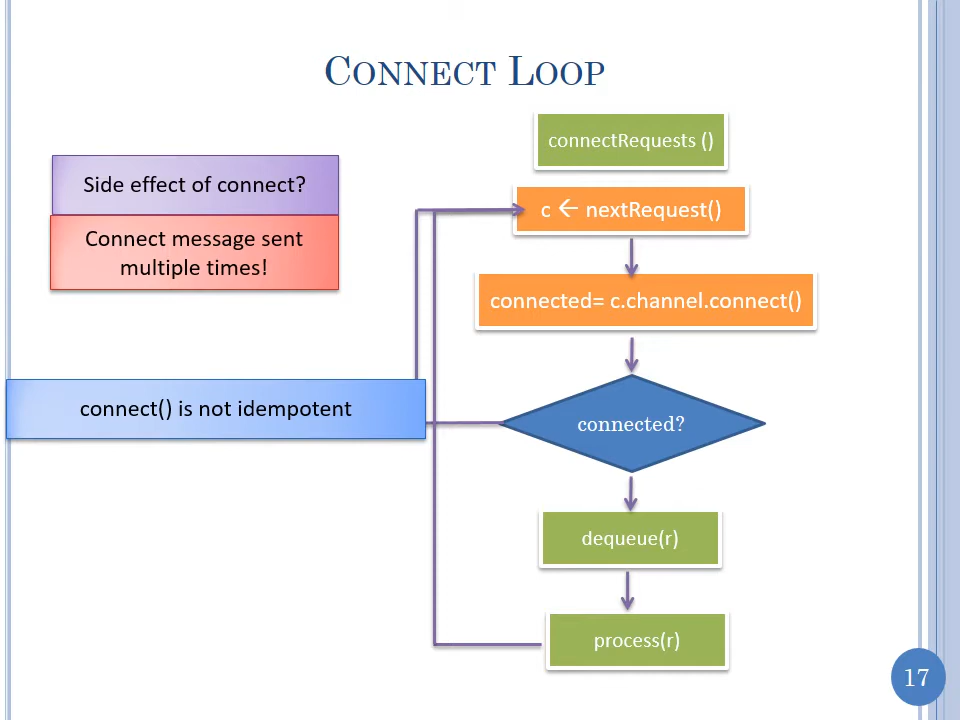 CONNECT LOOP
connectRequests ()
Side effect of connect?
Connect message sent
multiple times!
c ← nextRequest()
connected= c.channel.connect()
connect() is not idempotent
connected?
dequeue(r)
process(r)
17